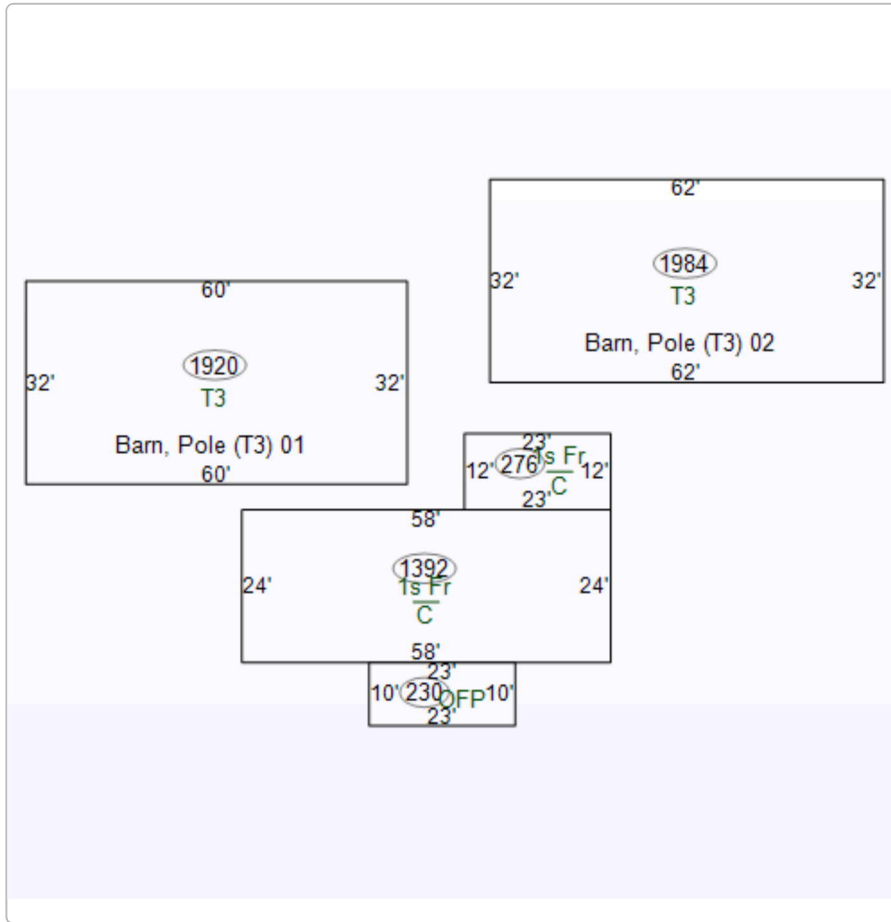 62'
1984
32' 32'
T3
Barn, Pole (T3) 02
62'
60'
1920
32' 32'
T3
Barn, Pole (T3) 01
60'
23'
12' 276 1s Fr 12'
C
23'
58'
1392
24' 1s Fr 24'
C
58'
23'
10' 230 OFP 10'
23'